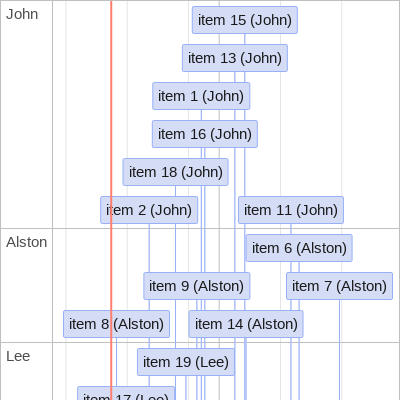 John
item 15 (John)
item 13 (John)
item 1 (John)
item 16 (John)
item 18 (John)
item 2 (John)
item 11 (John)
Alston
item 6 (Alston)
item 9 (Alston)
item 7 (Alston)
item 8 (Alston)
item 14 (Alston)
Lee
item 19 (Lee)
item 17 (Lee)